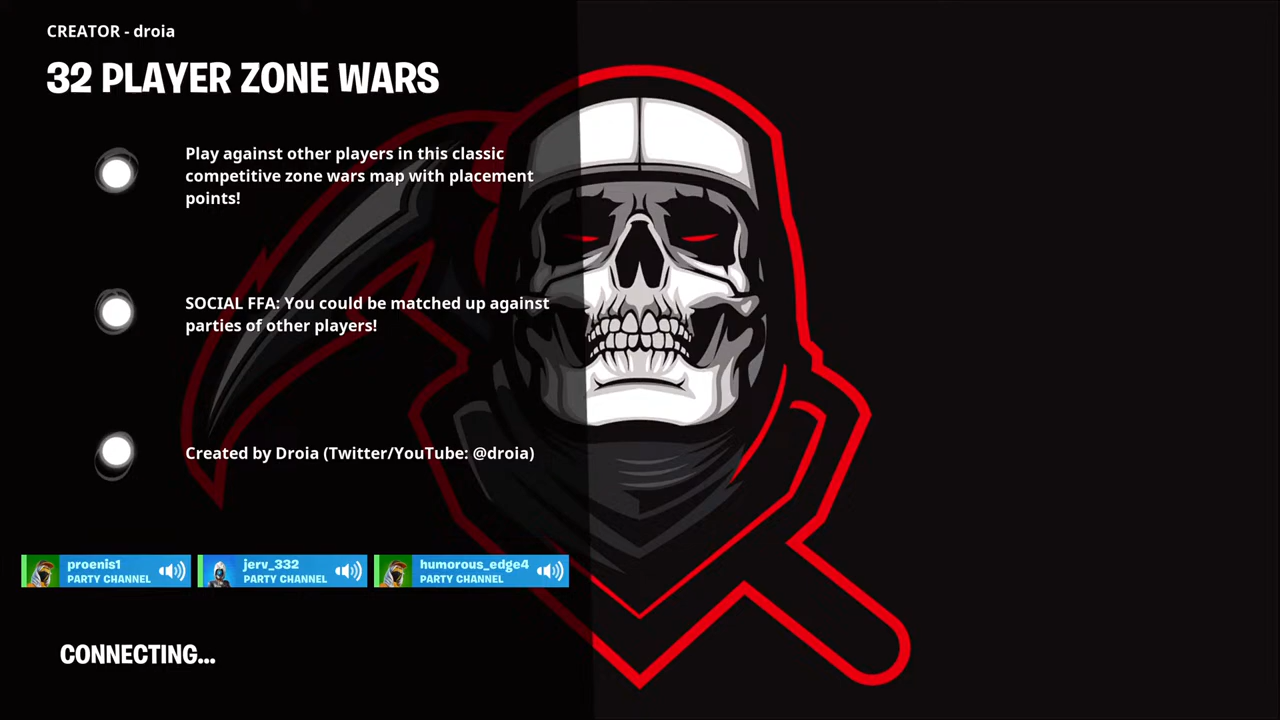 CREATOR - droia
32 PLAYER ZONE WARS
Play against other players in this classic
competitive zone wars map with placement
points!
SOCIAL FFA: You could be matched up against
parties of other players!
Created by Droia (Twitter/YouTube: @droia)
proenis1
PARTY CHANNEL
jerv_332
PARTY CHANNEL
humorous_edge4
PARTY CHANNEL
CONNECTING...